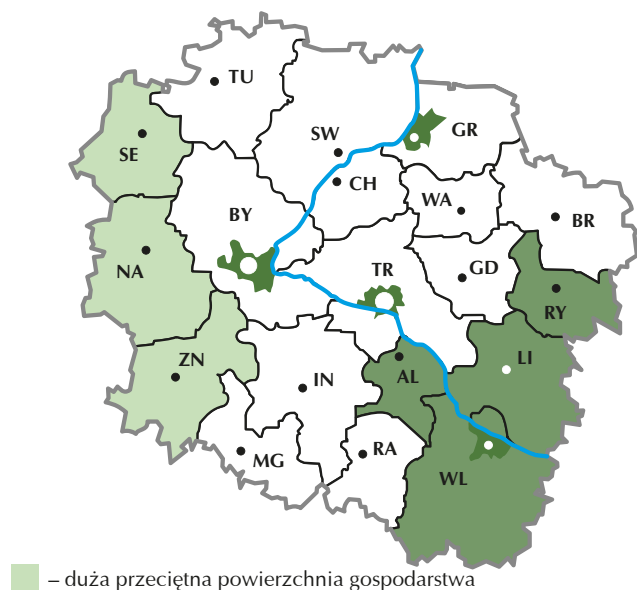 TU
SE
SW
GR
CH
WA
BY
BR
NA
TR
GD
RY
ZN
IN
AL
LI
MG
RA
WL
– duża przeciętna powierzchnia gospodarstwa